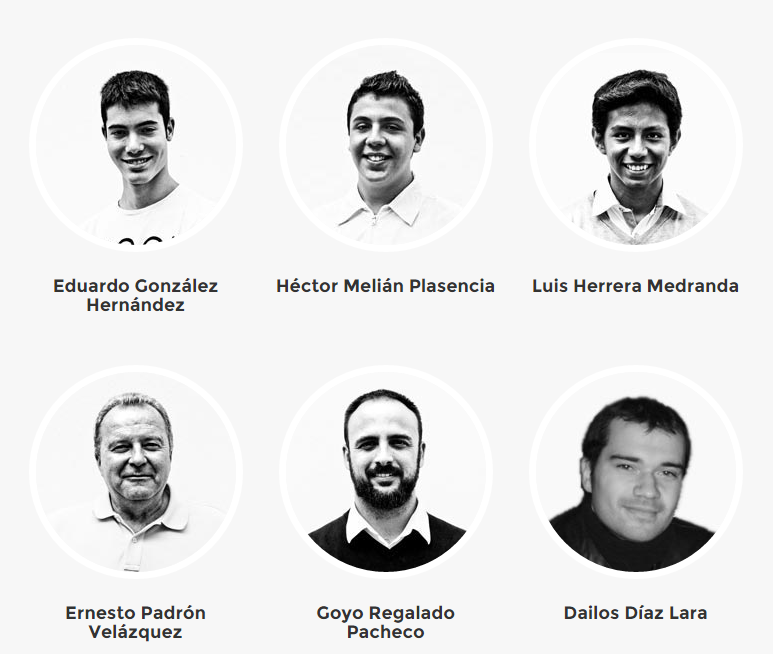 Eduardo González
Hernández
Héctor Melián Plasencia
Luis Herrera Medranda
Ernesto Padrón
Velázquez
Goyo Regalado
Pacheco
Dailos Díaz Lara